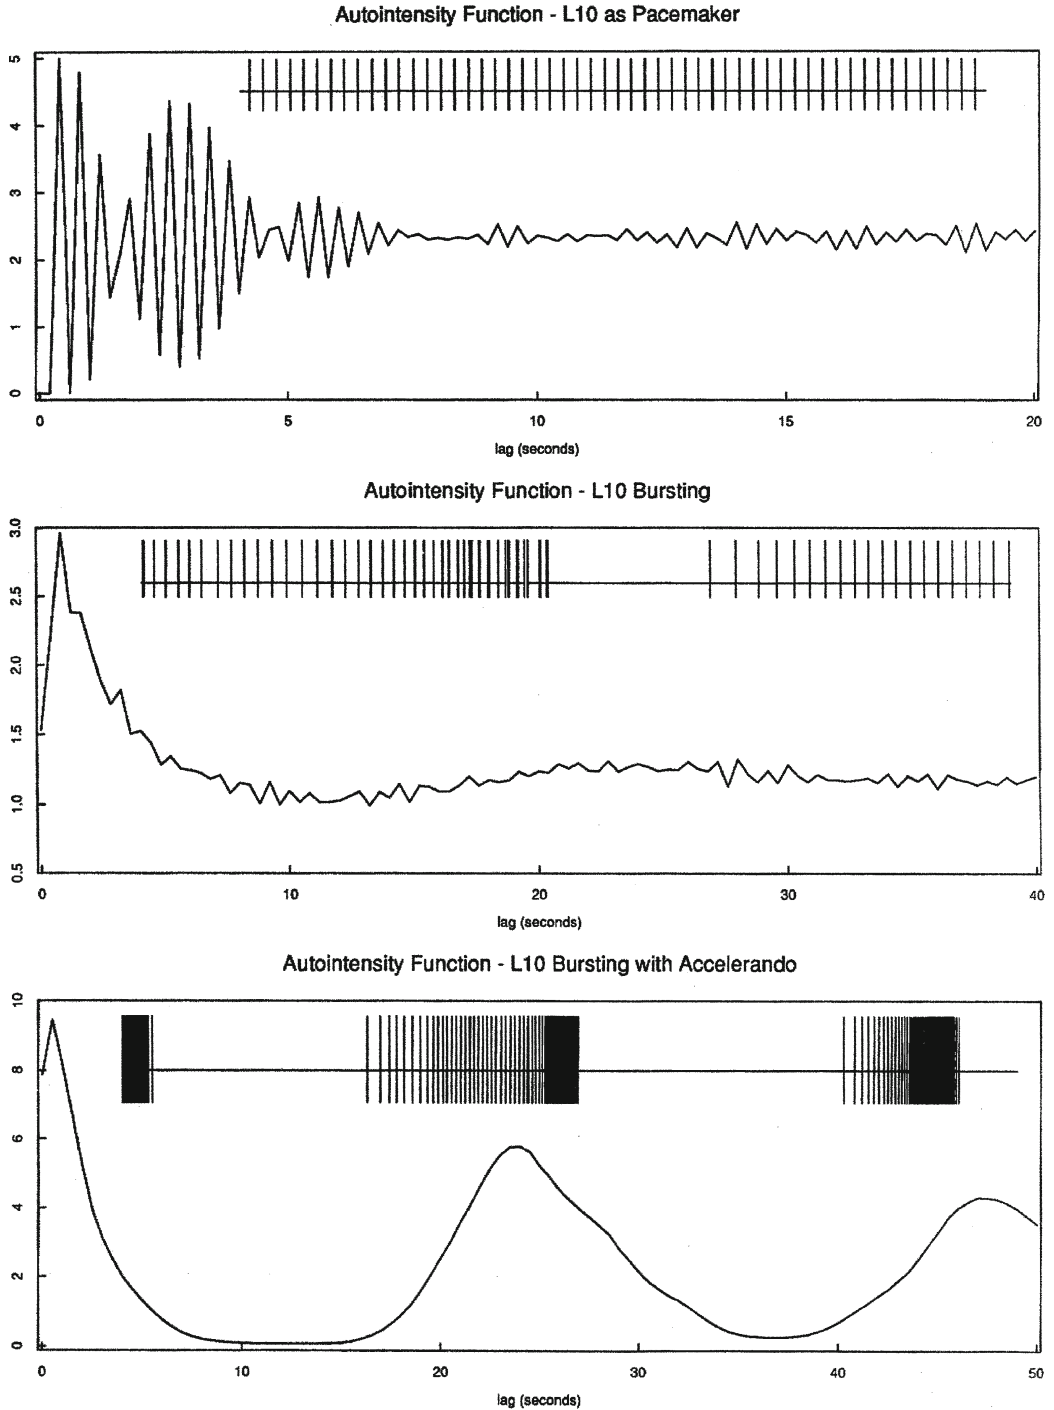 Autointensity Function - L10 as Pacemaker
5
4
3
2
1
0
0 5 10 15 20
lag (seconds)
Autointensity Function - L10 Bursting
3.0
2.5
2.0
1.5
1.0
0.5
0 10 20 30 40
lag (seconds)
Autointensity Function - L10 Bursting with Accelerando
10
8
6
4
2
0
0 10 20 30 40 50
lag (seconds)